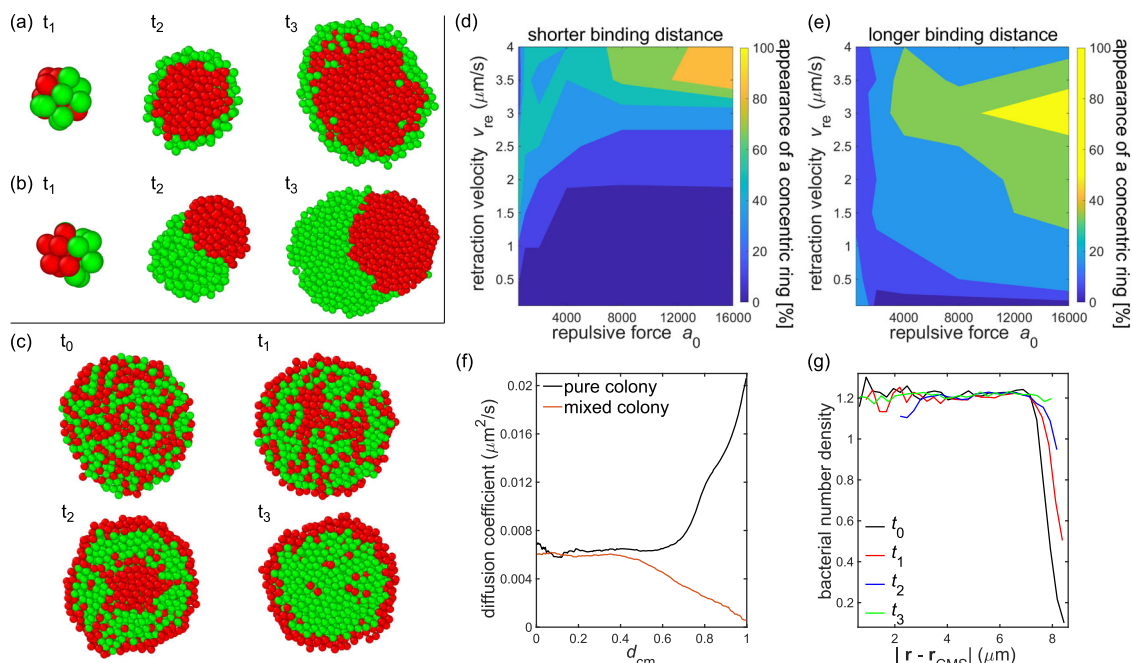 (a)
t1
t2
t3
(b)
t1
t2
t3
(c)
t0
t1
t2
t3
(d)
shorter binding distance
retraction velocity vre (μm/s)
4
3.5
3
2.5
2
1.5
1
0.5
4000 8000 12000 16000
repulsive force a0
100
80
60
40
20
0
appearance of a concentric ring [%]
(e)
longer binding distance
retraction velocity vre (μm/s)
4
3.5
3
2.5
2
1.5
1
0.5
4000 8000 12000 16000
repulsive force a0
100
80
60
40
20
0
appearance of a concentric ring [%]
(f)
diffusion coefficient (μm²/s)
0.02
0.016
0.012
0.008
0.004
0
pure colony
mixed colony
0 0.2 0.4 0.6 0.8 1
dcm
(g)
bacterial number density
1.2
1
0.8
0.6
0.4
0.2
t0
t1
t2
t3
2 4 6 8
| r - rCMS| (μm)